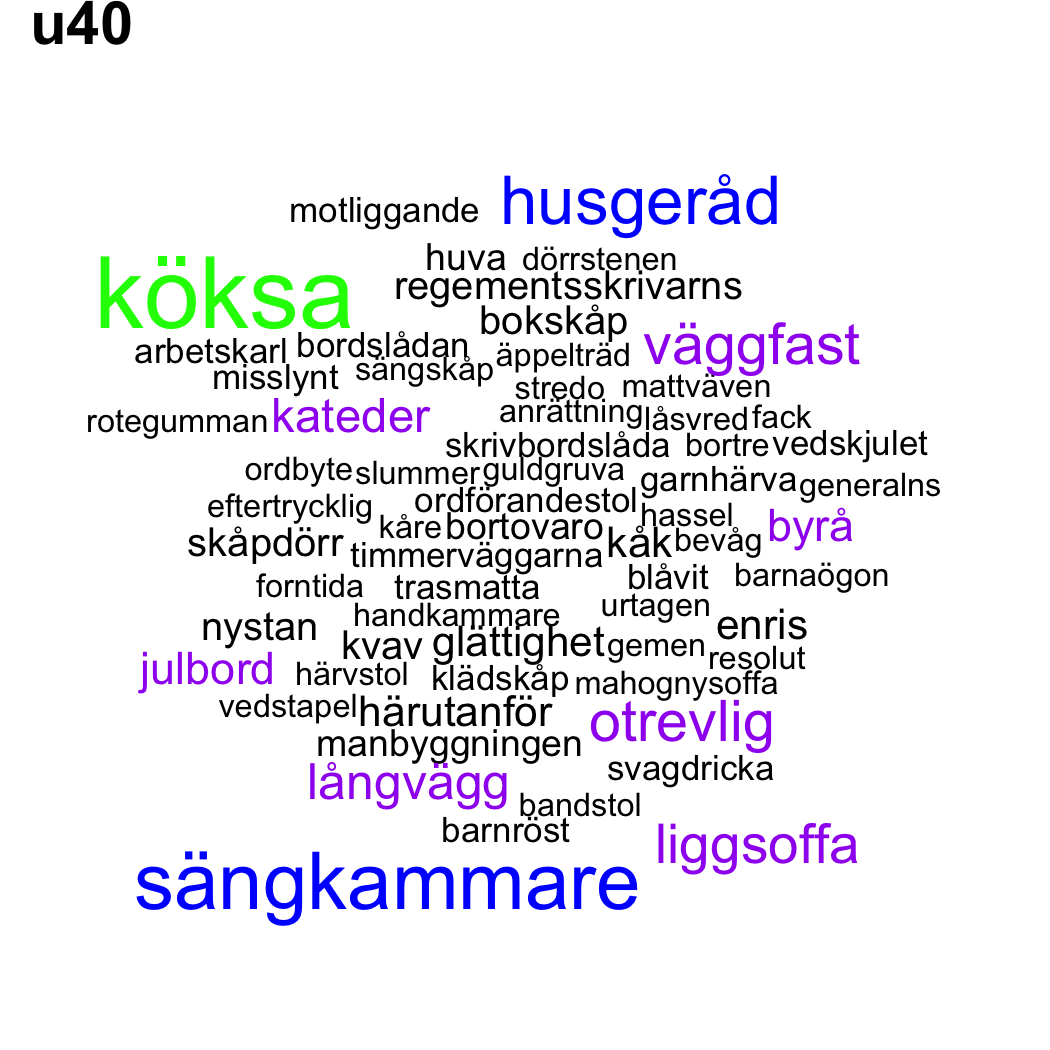 u40
motliggande husgeråd
huva dörrstenen
köksa regementsskrivarns
bokskåp
arbetskarl bordslådan äppelträd väggfast
misslynt sängskåp stredo mattväven
rotegumman kateder anrättning låsvred fack
skrivbordslåda bortre vedskjulet
ordbyte slummer guldgruva garnhärva generalns
eftertrycklig ordförandestol hassel
skåpdörr kåre bortovaro kåk bevåg byrå
timmerväggarna
forntida trasmatta blåvit barnaögon
handkammare urtagen
nystan kvav glättighet gemen enris
julbord härvstol klädskåp mahognysoffa resolut
vedstapel härutanför otrevlig
manbyggningen
långvägg svagdricka
bandstol
barnröst liggsoffa
sängkammare